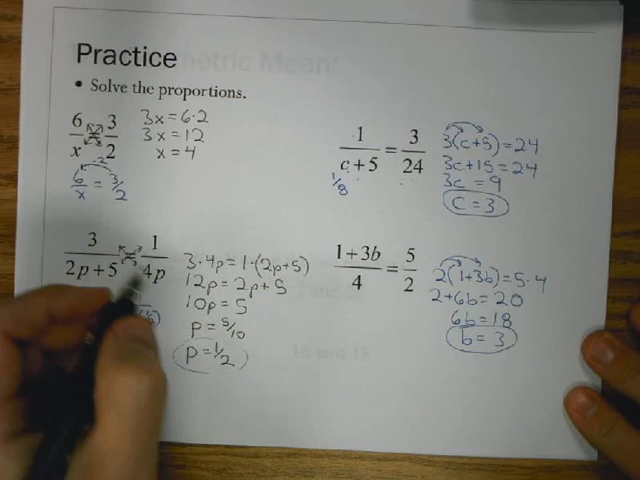 Practice
• Solve the proportions.
6/x = 3/2
3x = 6·2
3x = 12
x = 4
6/x = 3/2
·2
1/(c+5) = 3/24
1/8
3(c+5) = 24
3c+15 = 24
3c = 9
c = 3
3/(2p+5) = 1/(4p)
3·4p = 1·(2p+5)
12p = 2p+5
10p = 5
p = 5/10
p = 1/2
(1+3b)/4 = 5/2
2(1+3b) = 5·4
2+6b = 20
6b = 18
b = 3